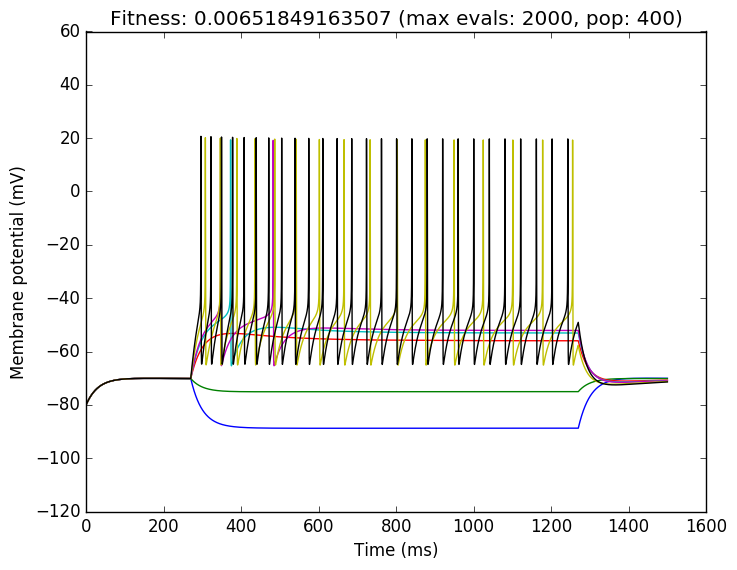 Fitness: 0.00651849163507 (max evals: 2000, pop: 400)
60
40
20
0
−20
−40
−60
−80
−100
−120
Membrane potential (mV)
0 200 400 600 800 1000 1200 1400 1600
Time (ms)